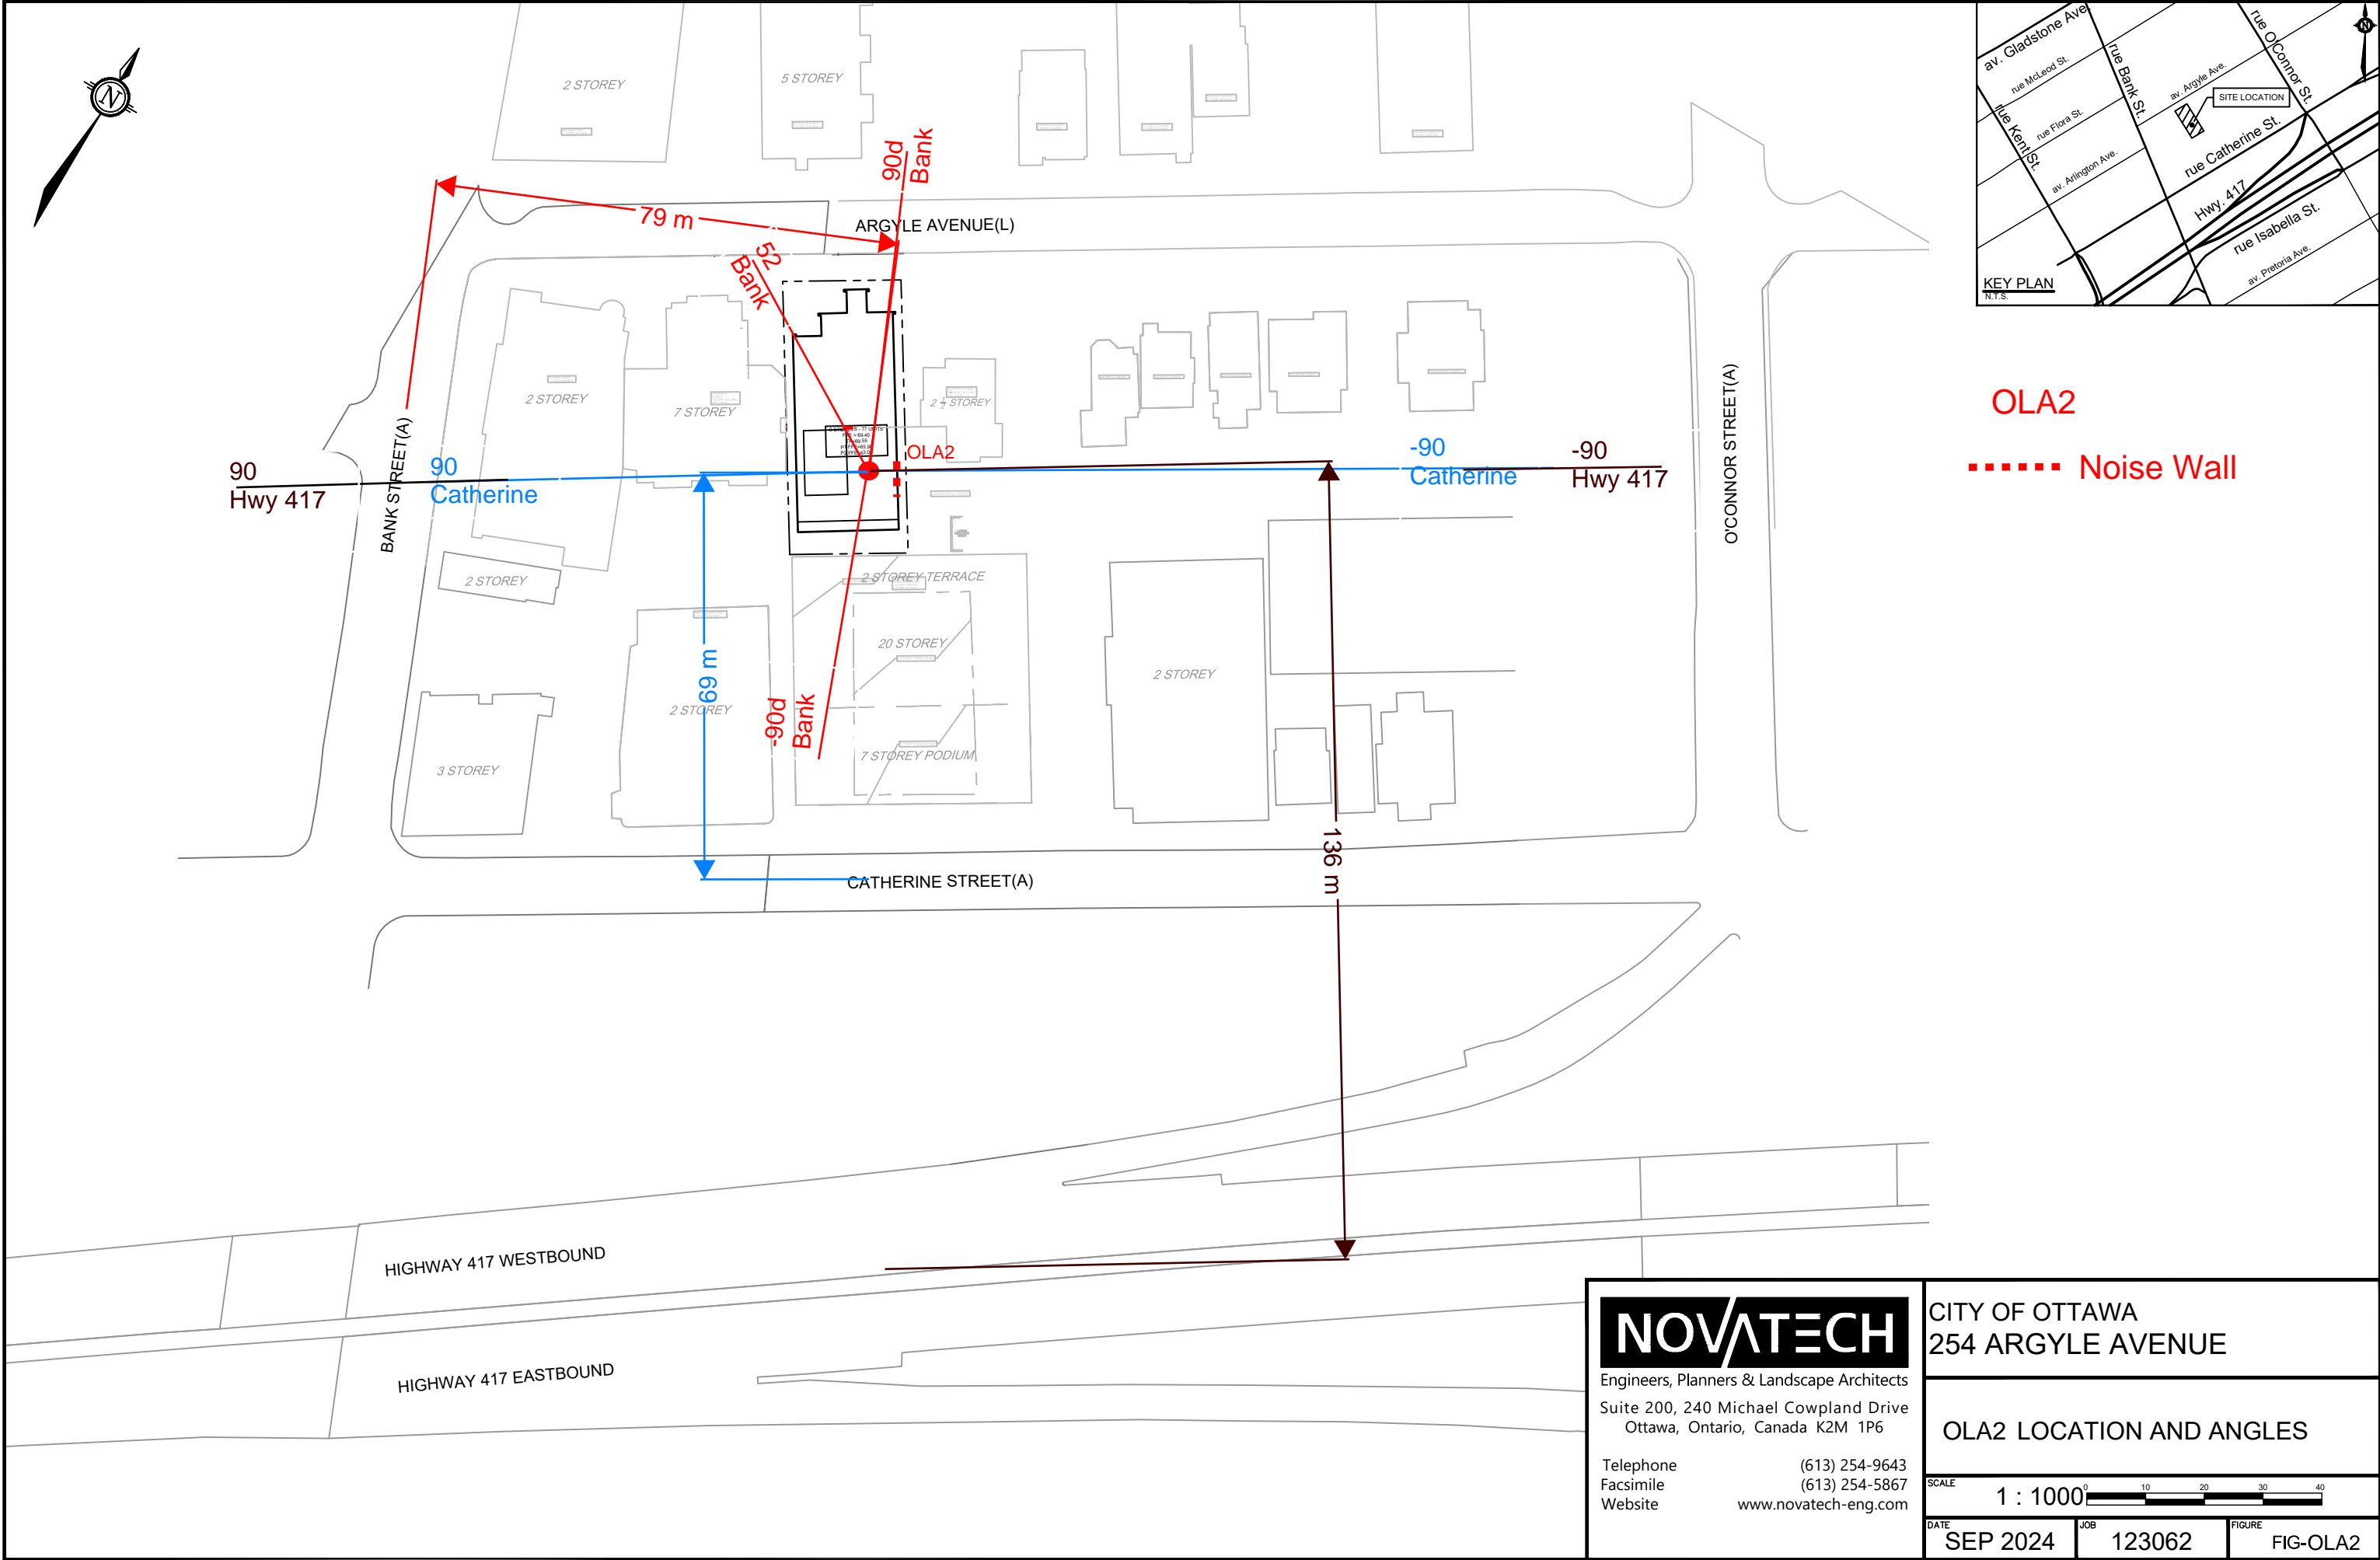 N
2 STOREY
5 STOREY
90d
Bank
79 m
ARGYLE AVENUE(L)
52
Bank
2 STOREY
7 STOREY
STOREY
OLA2
BANK STREET(A)
90
Hwy 417
90
Catherine
-90
Catherine
-90
Hwy 417
O'CONNOR STREET(A)
2 STOREY
2 STOREY TERRACE
20 STOREY
69 m
2 STOREY
-90d
Bank
7 STOREY PODIUM
2 STOREY
3 STOREY
136 m
CATHERINE STREET(A)
HIGHWAY 417 WESTBOUND
HIGHWAY 417 EASTBOUND
av. Gladstone Ave.
rue McLeod St.
rue Flora St.
rue Kent St.
av. Arlington Ave.
rue Bank St.
av. Argyle Ave.
rue O'Connor St.
N
SITE LOCATION
rue Catherine St.
Hwy. 417
rue Isabella St.
av. Pretoria Ave.
KEY PLAN
N.T.S.
OLA2
Noise Wall
NOVATECH
Engineers, Planners & Landscape Architects
Suite 200, 240 Michael Cowpland Drive
Ottawa, Ontario, Canada K2M 1P6
Telephone (613) 254-9643
Facsimile (613) 254-5867
Website www.novatech-eng.com
CITY OF OTTAWA
254 ARGYLE AVENUE
OLA2 LOCATION AND ANGLES
SCALE
1 : 1000
0 10 20 30 40
DATE
SEP 2024
JOB
123062
FIGURE
FIG-OLA2